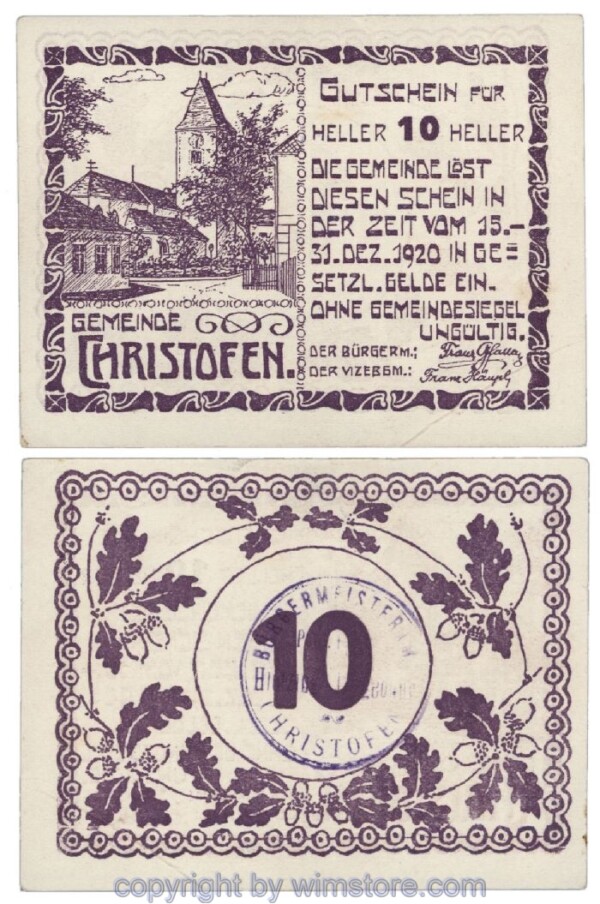 GUTSCHEIN FÜR
HELLER 10 HELLER
DIE GEMEINDE LÖST
DIESEN SCHEIN IN
DER ZEIT VOM 15.–
31. DEZ. 1920 IN GE=
SETZL. GELDE EIN.
OHNE GEMEINDESIEGEL
UNGÜLTIG.
DER BÜRGERM.:
DER VIZEBGM.: Franz
GEMEINDE
CHRISTOFEN.
BÜRGERMEISTERAM
10
CHRISTOFEN
copyright by wimstore.com